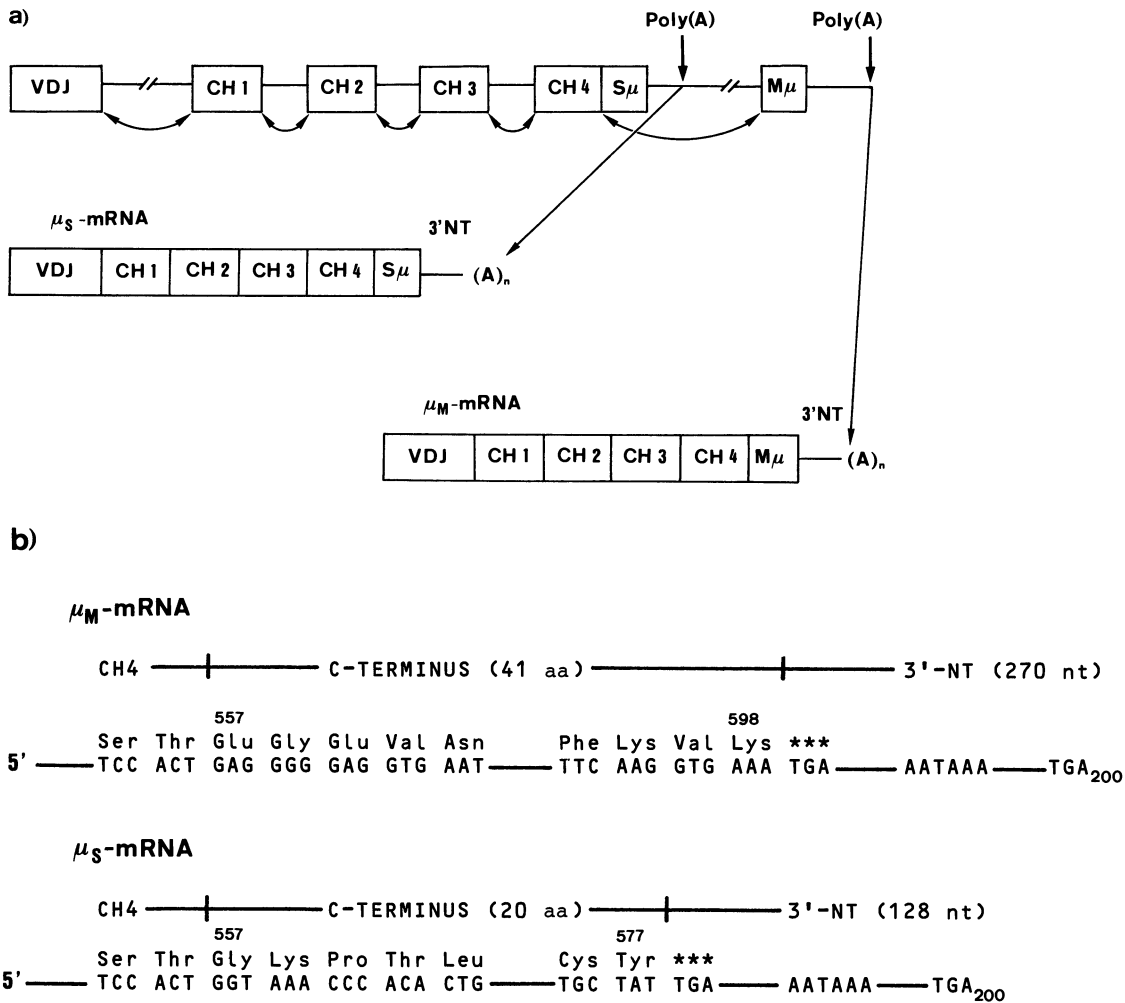 a)
Poly(A) Poly(A)
VDJ CH 1 CH 2 CH 3 CH 4 Sμ Mμ
μS -mRNA
3'NT
VDJ CH 1 CH 2 CH 3 CH 4 Sμ (A)n
μM-mRNA
3'NT
VDJ CH 1 CH 2 CH 3 CH 4 Mμ (A)n
b)
μM-mRNA
CH4 C-TERMINUS (41 aa) 3'-NT (270 nt)
557 598
Ser Thr Glu Gly Glu Val Asn Phe Lys Val Lys ***
5' TCC ACT GAG GGG GAG GTG AAT TTC AAG GTG AAA TGA AATAAA TGA200
μS-mRNA
CH4 C-TERMINUS (20 aa) 3'-NT (128 nt)
557 577
Ser Thr Gly Lys Pro Thr Leu Cys Tyr ***
5' TCC ACT GGT AAA CCC ACA CTG TGC TAT TGA AATAAA TGA200